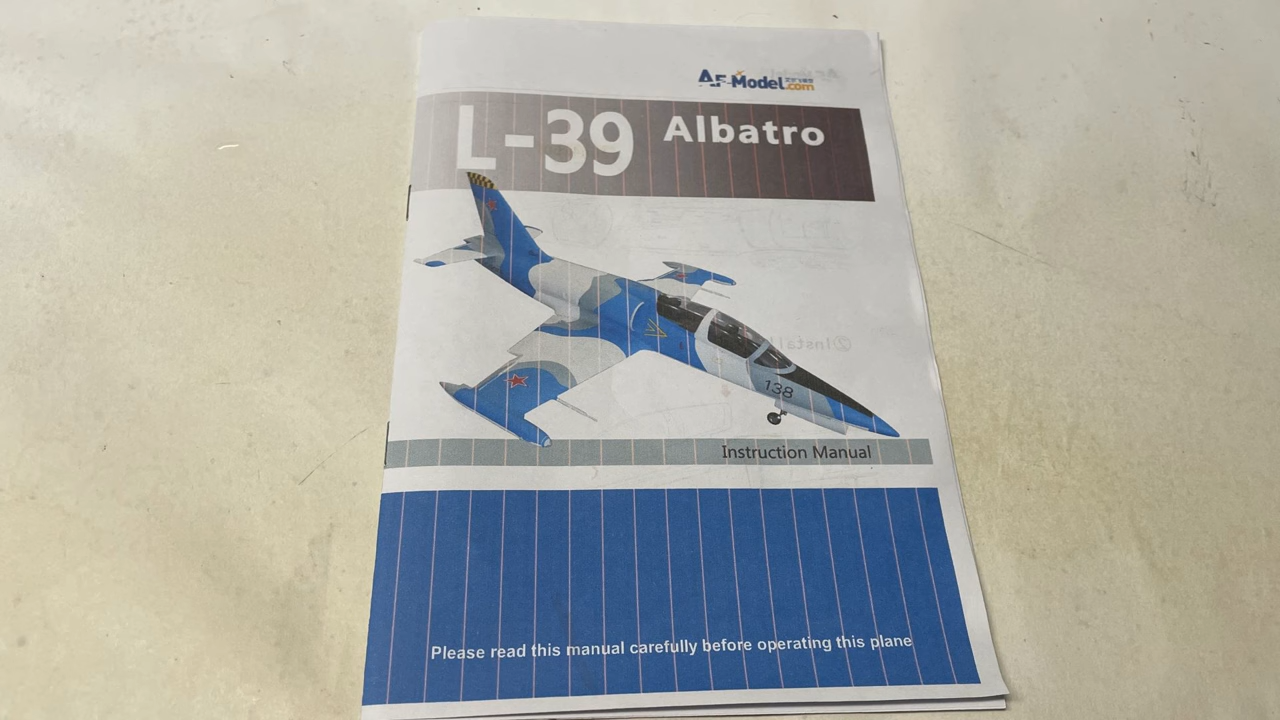 AF-Model.com
L-39 Albatro
138
Instruction Manual
Please read this manual carefully before operating this plane